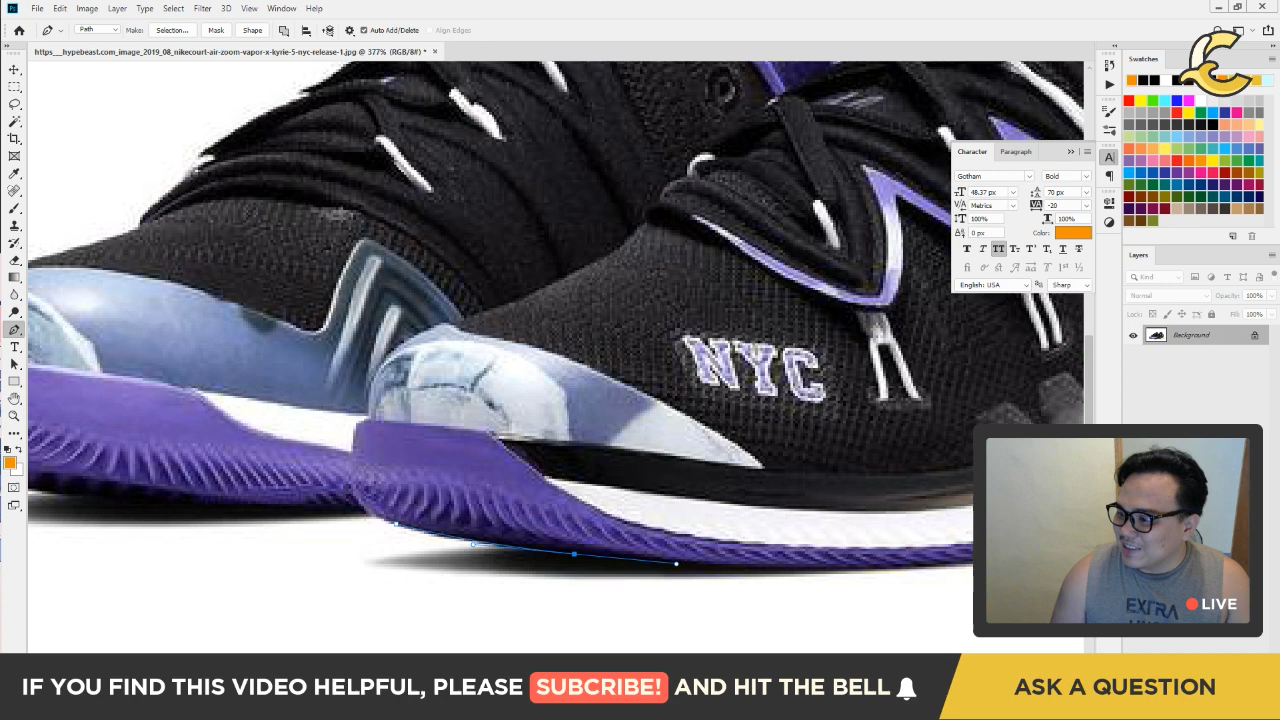 File Edit Image Layer Type Select Filter 3D View Window Help
Path Make: Selection... Mask Shape Auto Add/Delete Align Edges
https___hypebeast.com_image_2019_08_nikecourt-air-zoom-vapor-x-kyrie-5-nyc-release-1.jpg @ 377% (RGB/8#) *
Swatches
Character Paragraph
Gotham Bold
48.37 px 70 px
Metrics -20
100% 100%
0 px Color:
English: USA Sharp
Layers
Kind
Normal Opacity: 100%
Lock: Fill: 100%
Background
NYC
EXTRA
LIVE
IF YOU FIND THIS VIDEO HELPFUL, PLEASE SUBCRIBE! AND HIT THE BELL
ASK A QUESTION